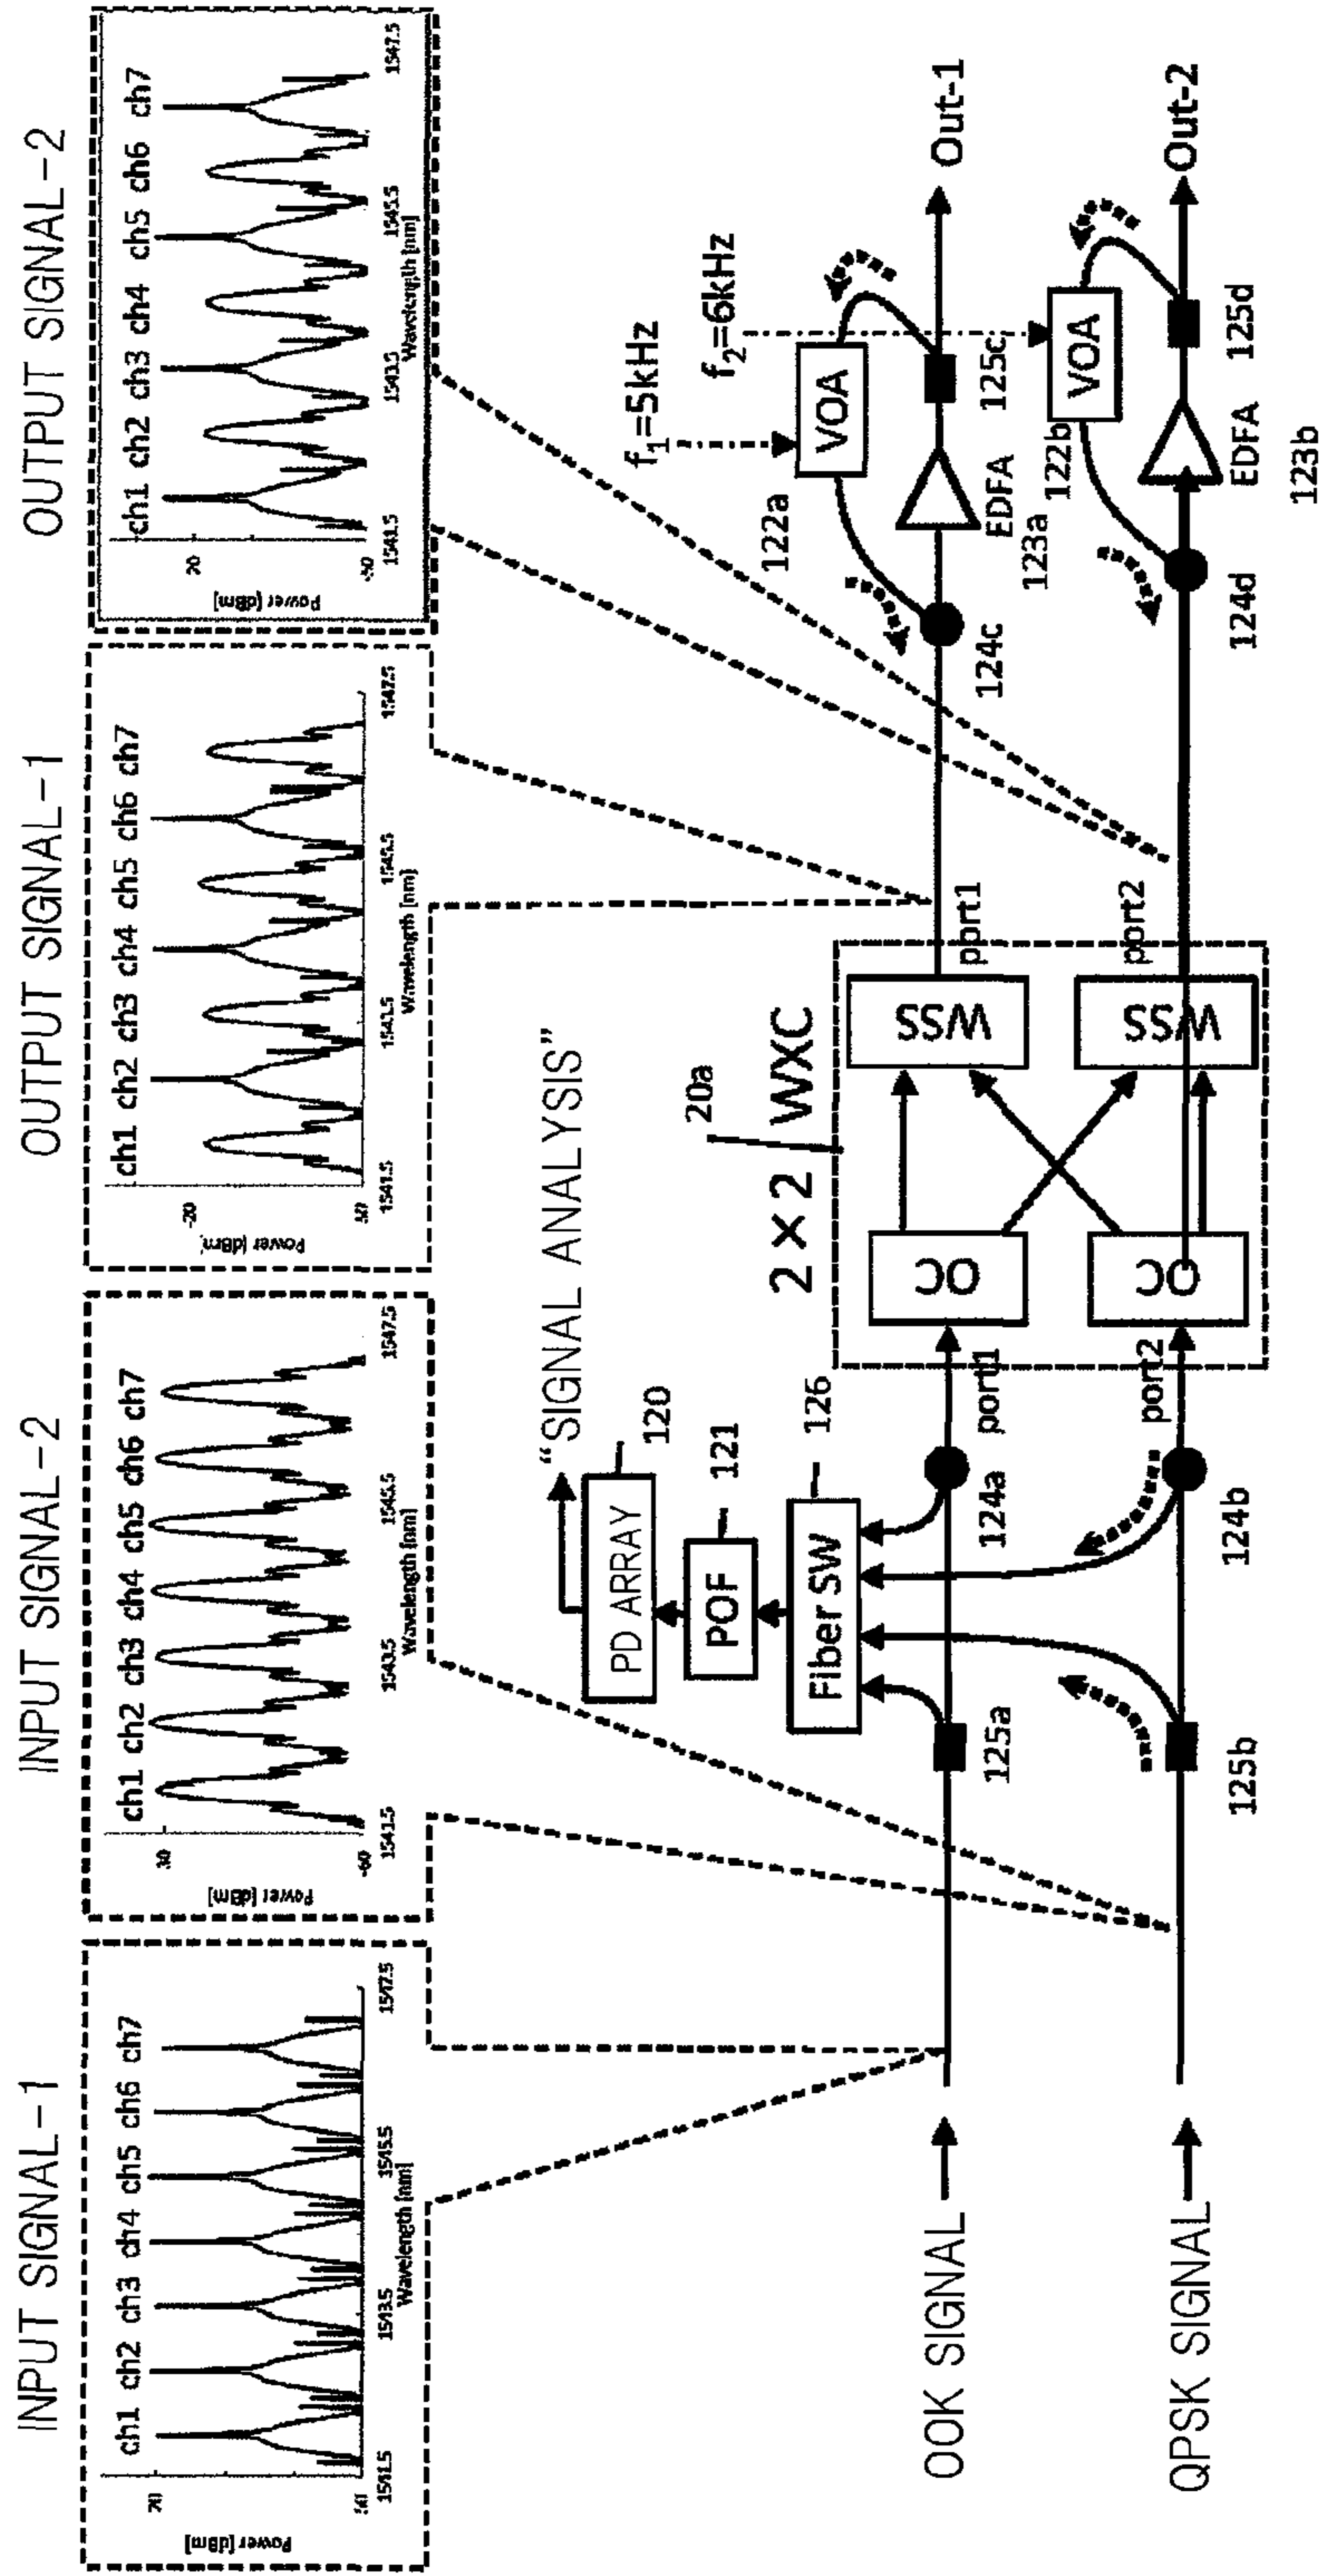 INPUT SIGNAL-1
ch1 ch2 ch3 ch4 ch5 ch6 ch7
Power [dBm]
1541.5
1543.5
1545.5
1547.5
Wavelength [nm]
INPUT SIGNAL-2
ch1 ch2 ch3 ch4 ch5 ch6 ch7
Power [dBm]
30
-60
1541.5
1543.5
1545.5
1547.5
Wavelength [nm]
OUTPUT SIGNAL-1
ch1 ch2 ch3 ch4 ch5 ch6 ch7
Power [dBm]
-20
1541.5
1543.5
1545.5
1547.5
Wavelength [nm]
OUTPUT SIGNAL-2
ch1 ch2 ch3 ch4 ch5 ch6 ch7
Power [dBm]
20
1541.5
1543.5
1545.5
1547.5
Wavelength [nm]
"SIGNAL ANALYSIS"
PD ARRAY
120
POF
121
Fiber SW
126
2 × 2 WXC
20a
f1=5kHz
f2=6kHz
VOA
122a
OOK SIGNAL
125a
124a
port1
OC
WSS
port1
124c
EDFA
123a
125c
Out-1
VOA
122b
QPSK SIGNAL
125b
124b
port2
OC
WSS
port2
124d
EDFA
123b
125d
Out-2